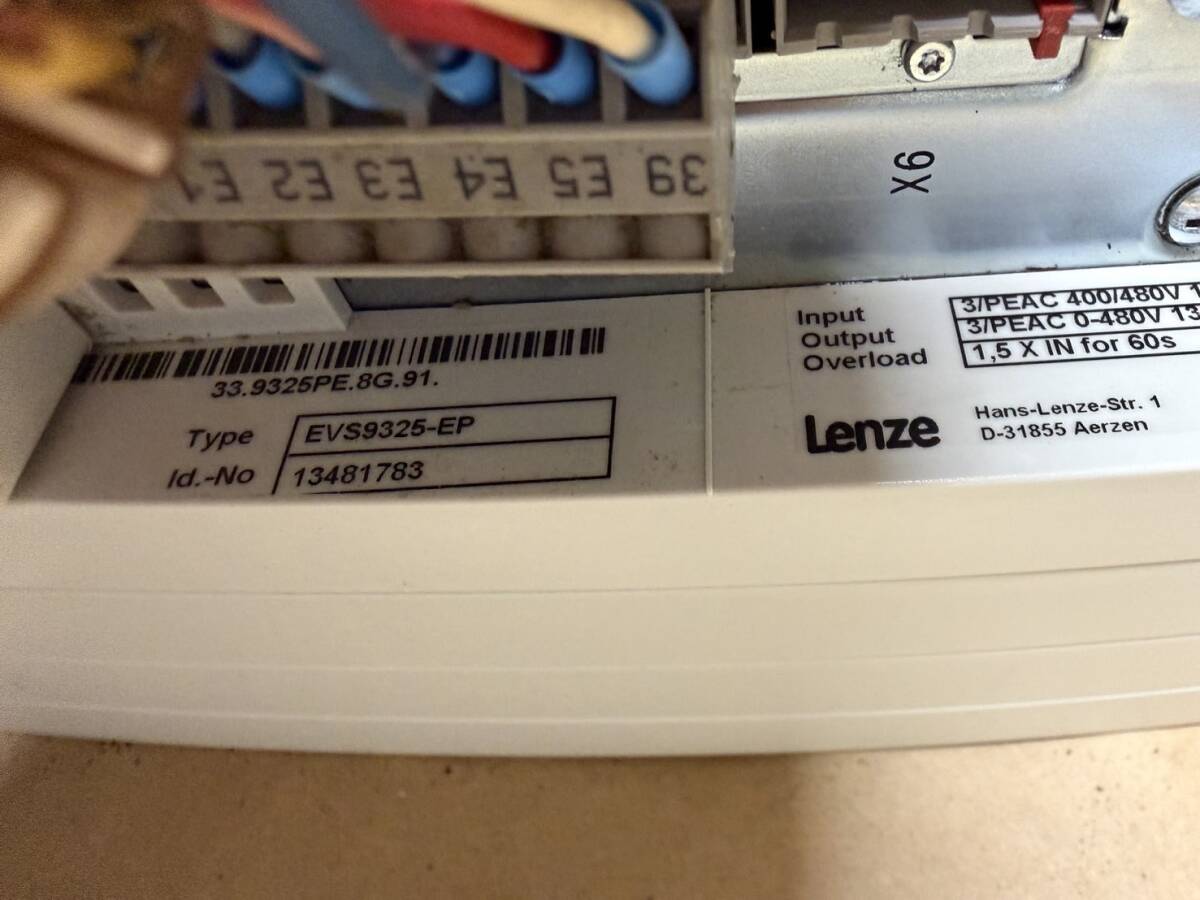 E1 E2 E3 E4 E5 39
X6
33.9325PE.8G.91.
Type EVS9325-EP
Id.-No 13481783
Input 3/PEAC 400/480V
Output 3/PEAC 0-480V
Overload 1,5 X IN for 60s
Lenze
Hans-Lenze-Str. 1
D-31855 Aerzen